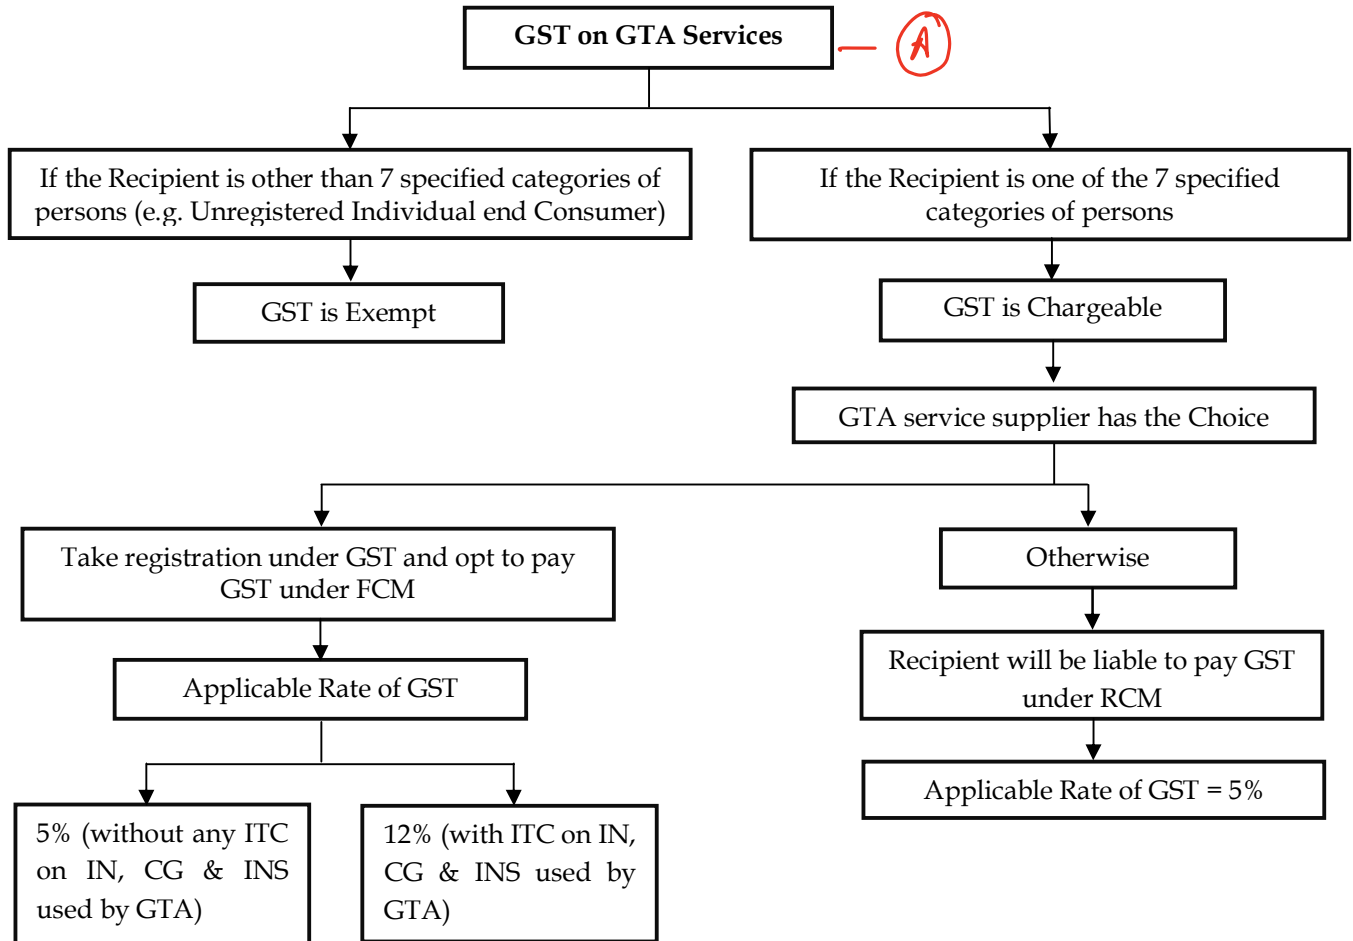 GST on GTA Services
A
If the Recipient is other than 7 specified categories of
persons (e.g. Unregistered Individual end Consumer)
If the Recipient is one of the 7 specified
categories of persons
GST is Exempt
GST is Chargeable
GTA service supplier has the Choice
Take registration under GST and opt to pay
GST under FCM
Otherwise
Applicable Rate of GST
Recipient will be liable to pay GST
under RCM
5% (without any ITC
on IN, CG & INS
used by GTA)
12% (with ITC on IN,
CG & INS used by
GTA)
Applicable Rate of GST = 5%